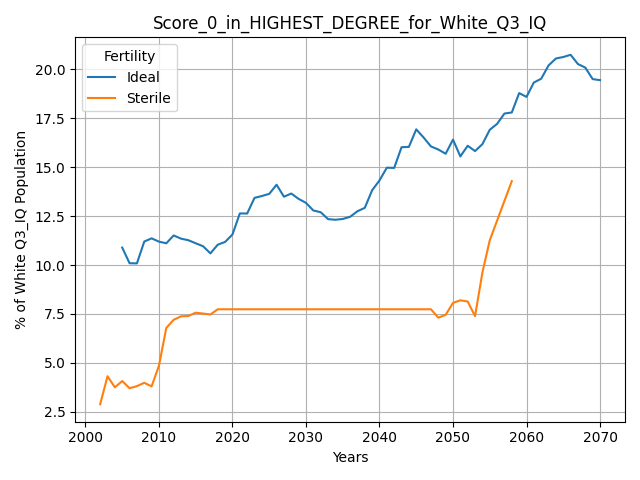 Score_0_in_HIGHEST_DEGREE_for_White_Q3_IQ
Fertility
Ideal
Sterile
% of White Q3_IQ Population
20.0
17.5
15.0
12.5
10.0
7.5
5.0
2.5
2000 2010 2020 2030 2040 2050 2060 2070
Years